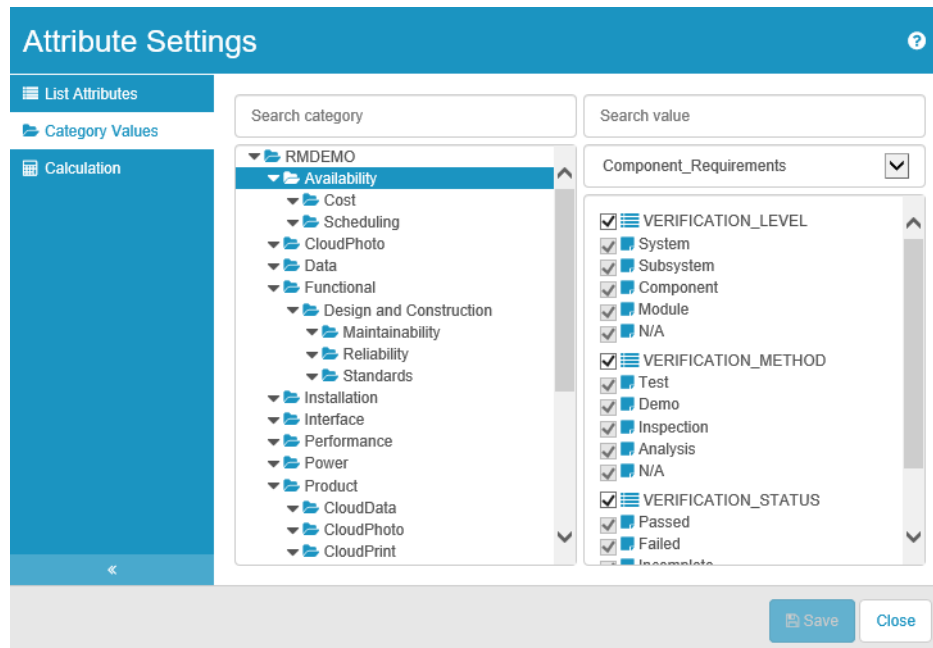 Attribute Settings
?
List Attributes
Category Values
Calculation
«
Search category
RMDEMO
Availability
Cost
Scheduling
CloudPhoto
Data
Functional
Design and Construction
Maintainability
Reliability
Standards
Installation
Interface
Performance
Power
Product
CloudData
CloudPhoto
CloudPrint
Search value
Component_Requirements
VERIFICATION_LEVEL
System
Subsystem
Component
Module
N/A
VERIFICATION_METHOD
Test
Demo
Inspection
Analysis
N/A
VERIFICATION_STATUS
Passed
Failed
Incomplete
Save
Close